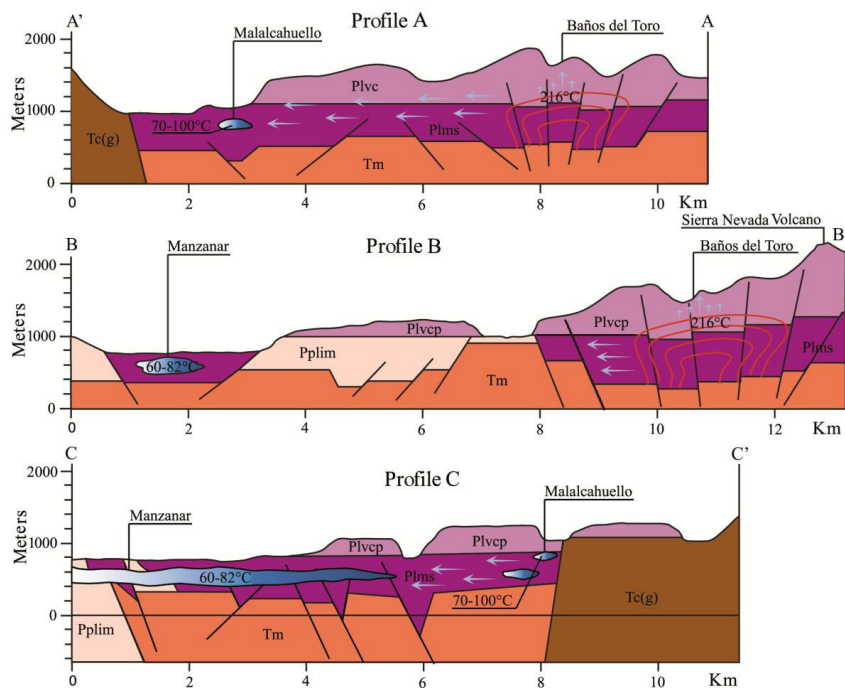 A'
Profile A
A
Malalcahuello
Baños del Toro
2000
1000
0
Meters
Plvc
216°C
70-100°C
Plms
Tc(g)
Tm
0
2
4
6
8
10
Km
Sierra Nevada Volcano
B
Profile B
B
Manzanar
Baños del Toro
2000
1000
0
Meters
Plvcp
Plvcp
216°C
60-82°C
Pplim
Plms
Tm
0
2
4
6
8
10
12
Km
C
Profile C
C'
Manzanar
Malalcahuello
2000
1000
0
0
Meters
Plvcp
Plvcp
60-82°C
Plms
70-100°C
Tc(g)
Pplim
Tm
0
2
4
6
8
10
Km